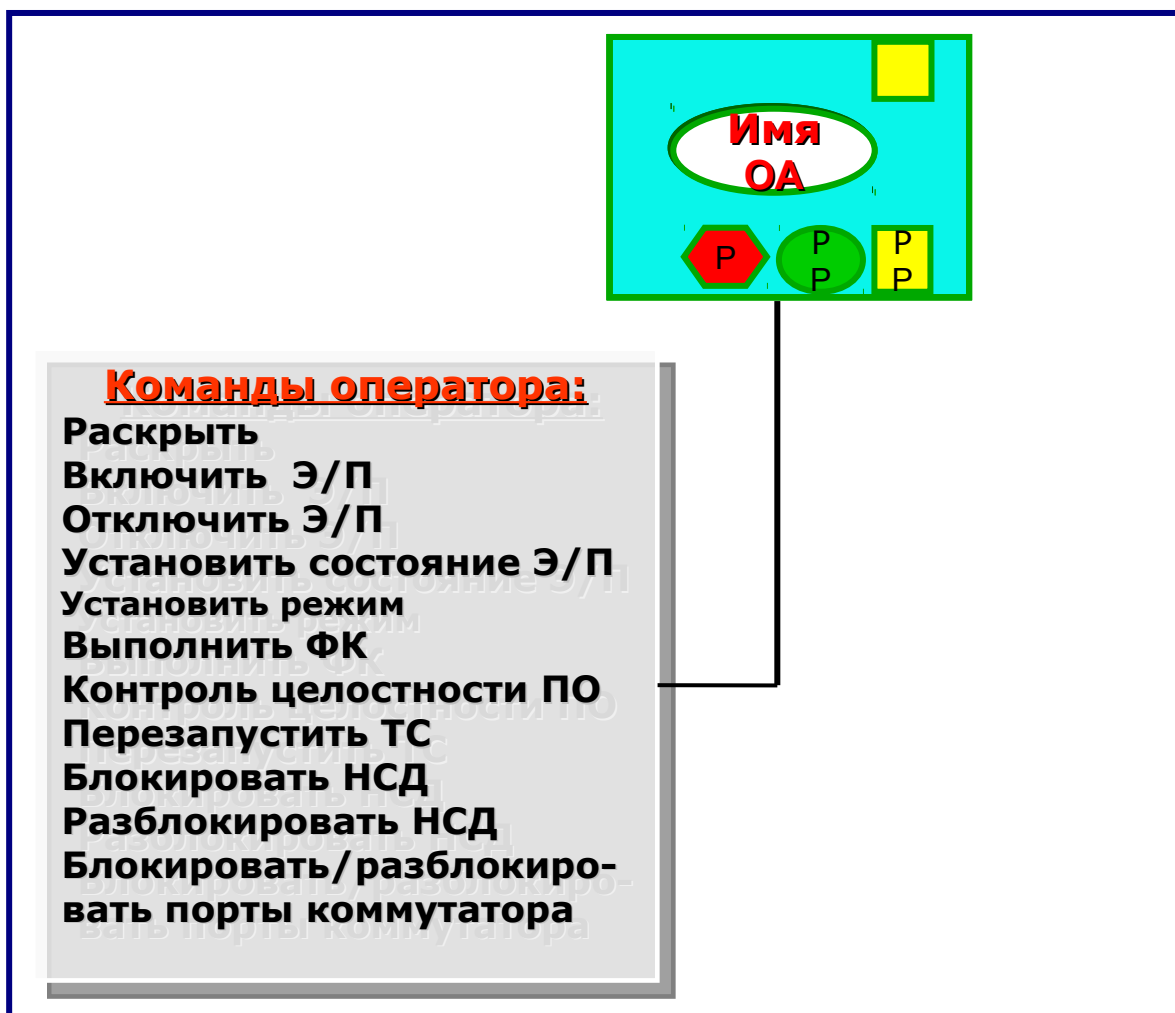 Имя
ОА
Р
Р
Р
Р
Р
Команды оператора:
Раскрыть
Включить Э/П
Отключить Э/П
Установить состояние Э/П
Установить режим
Выполнить ФК
Контроль целостности ПО
Перезапустить ТС
Блокировать НСД
Разблокировать НСД
Блокировать/разблокиро-
вать порты коммутатора